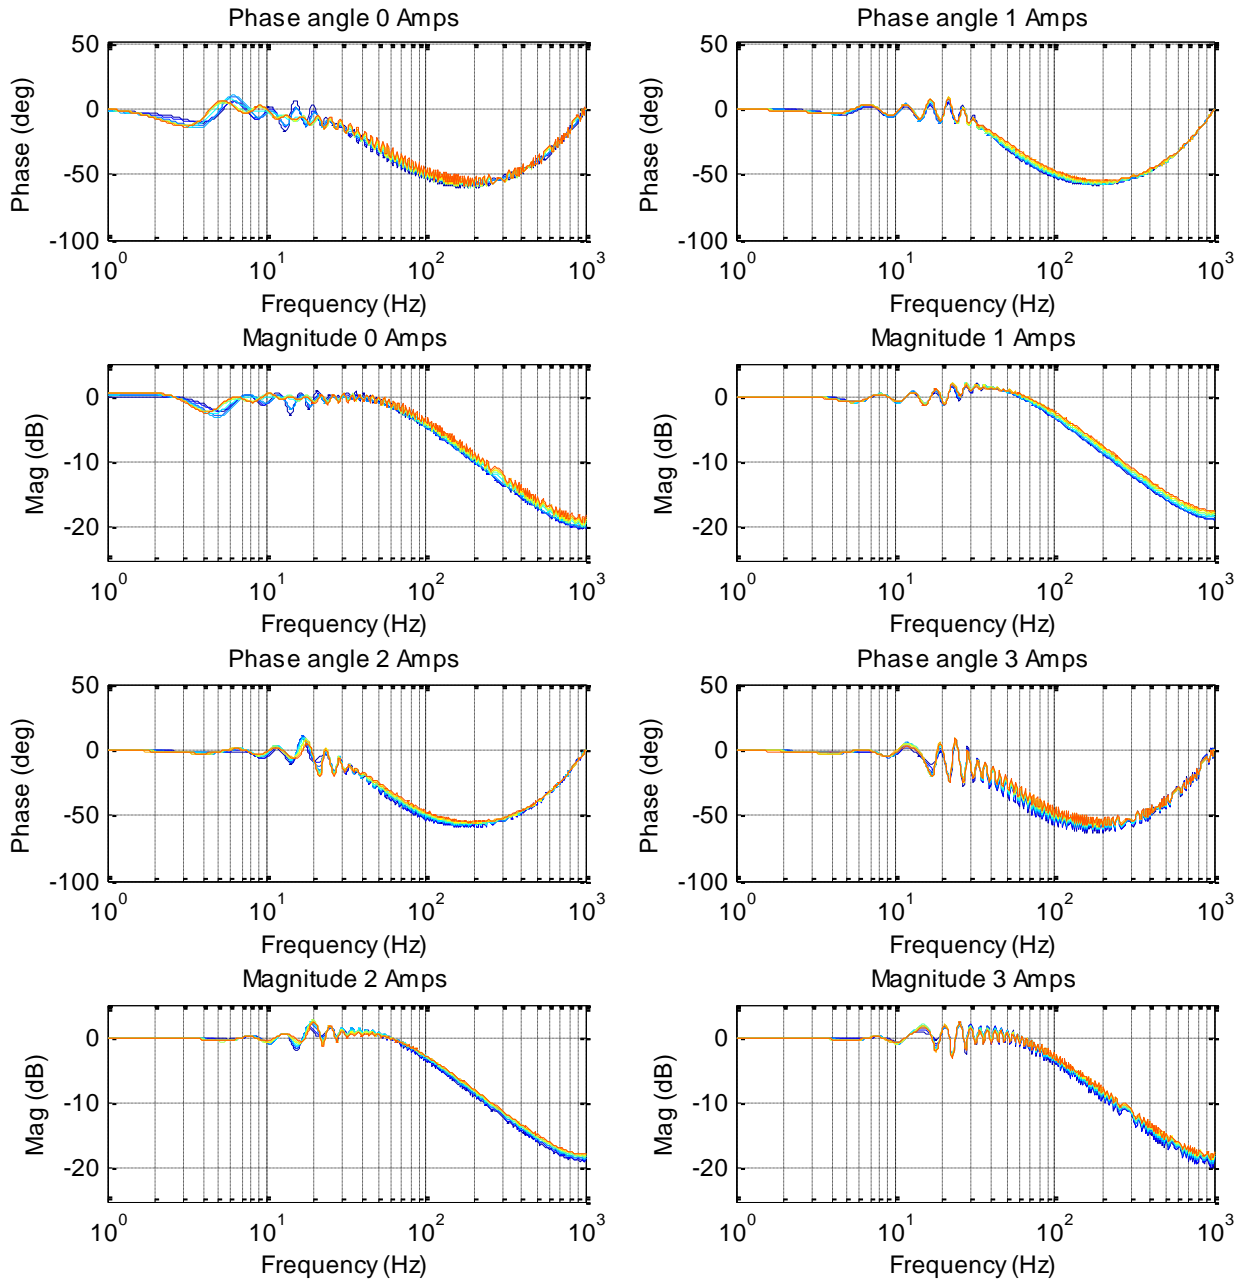 Phase angle 0 Amps
Phase (deg)
50
0
-50
-100
10^0 10^1 10^2 10^3
Frequency (Hz)
Phase angle 1 Amps
Phase (deg)
50
0
-50
-100
10^0 10^1 10^2 10^3
Frequency (Hz)
Magnitude 0 Amps
Mag (dB)
0
-10
-20
10^0 10^1 10^2 10^3
Frequency (Hz)
Magnitude 1 Amps
Mag (dB)
0
-10
-20
10^0 10^1 10^2 10^3
Frequency (Hz)
Phase angle 2 Amps
Phase (deg)
50
0
-50
-100
10^0 10^1 10^2 10^3
Frequency (Hz)
Phase angle 3 Amps
Phase (deg)
50
0
-50
-100
10^0 10^1 10^2 10^3
Frequency (Hz)
Magnitude 2 Amps
Mag (dB)
0
-10
-20
10^0 10^1 10^2 10^3
Frequency (Hz)
Magnitude 3 Amps
Mag (dB)
0
-10
-20
10^0 10^1 10^2 10^3
Frequency (Hz)